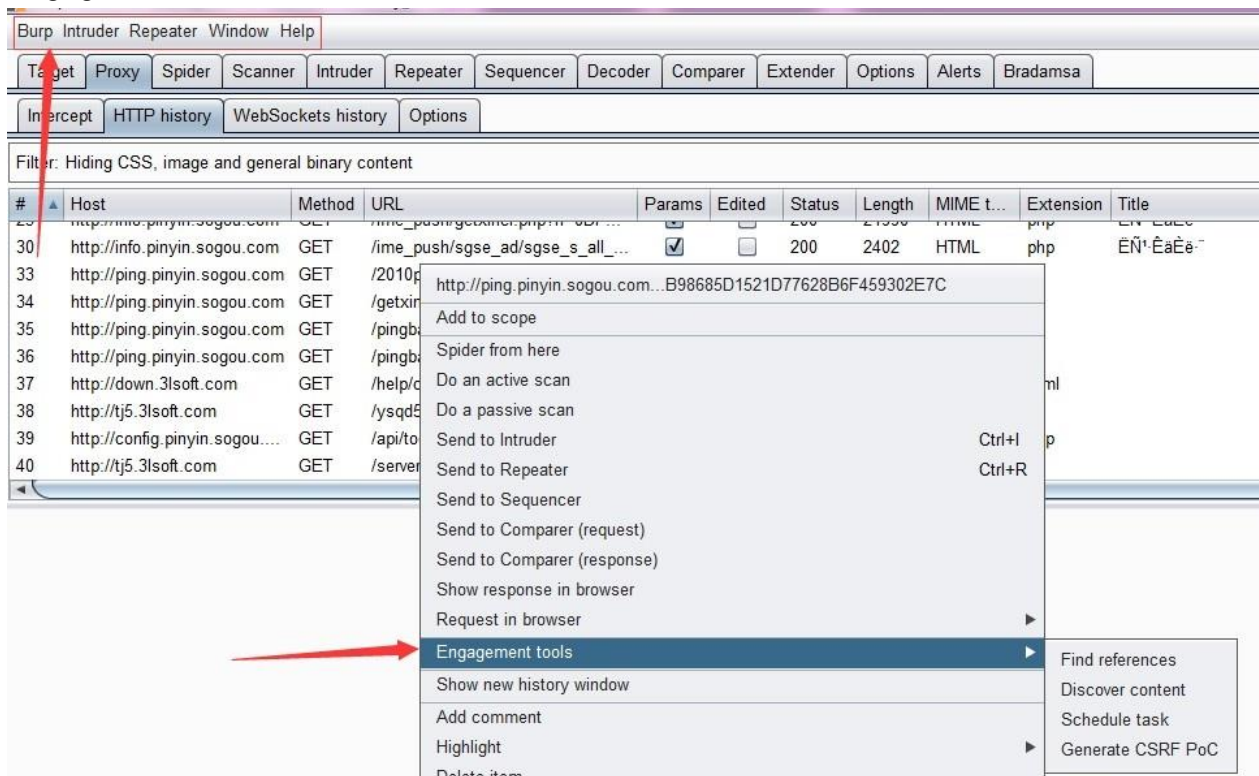 Burp Intruder Repeater Window Help
Target Proxy Spider Scanner Intruder Repeater Sequencer Decoder Comparer Extender Options Alerts Bradamsa
Intercept HTTP history WebSockets history Options
Filter: Hiding CSS, image and general binary content
# Host Method URL Params Edited Status Length MIME t... Extension Title
30 http://info.pinyin.sogou.com GET /ime_push/sgse_ad/sgse_s_all_... 200 2402 HTML php ËÑ¹·ÊäÈë·¨
33 http://ping.pinyin.sogou.com GET /2010p
34 http://ping.pinyin.sogou.com GET /getxin
35 http://ping.pinyin.sogou.com GET /pingba
36 http://ping.pinyin.sogou.com GET /pingba
37 http://down.3lsoft.com GET /help/c ml
38 http://tj5.3lsoft.com GET /ysqd5
39 http://config.pinyin.sogou.... GET /api/to p
40 http://tj5.3lsoft.com GET /server
http://ping.pinyin.sogou.com...B98685D1521D77628B6F459302E7C
Add to scope
Spider from here
Do an active scan
Do a passive scan
Send to Intruder Ctrl+I
Send to Repeater Ctrl+R
Send to Sequencer
Send to Comparer (request)
Send to Comparer (response)
Show response in browser
Request in browser
Engagement tools
Show new history window
Add comment
Highlight
Delete item
Find references
Discover content
Schedule task
Generate CSRF PoC